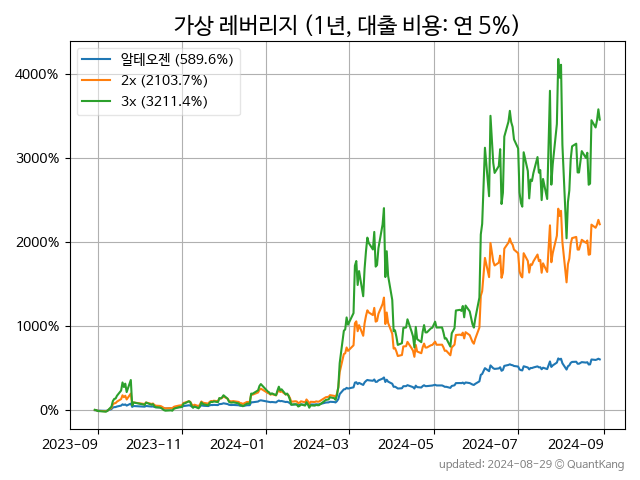 가상 레버리지 (1년, 대출 비용: 연 5%)
알테오젠 (589.6%)
2x (2103.7%)
3x (3211.4%)
4000%
3000%
2000%
1000%
0%
2023-09 2023-11 2024-01 2024-03 2024-05 2024-07 2024-09
updated: 2024-08-29 © QuantKang